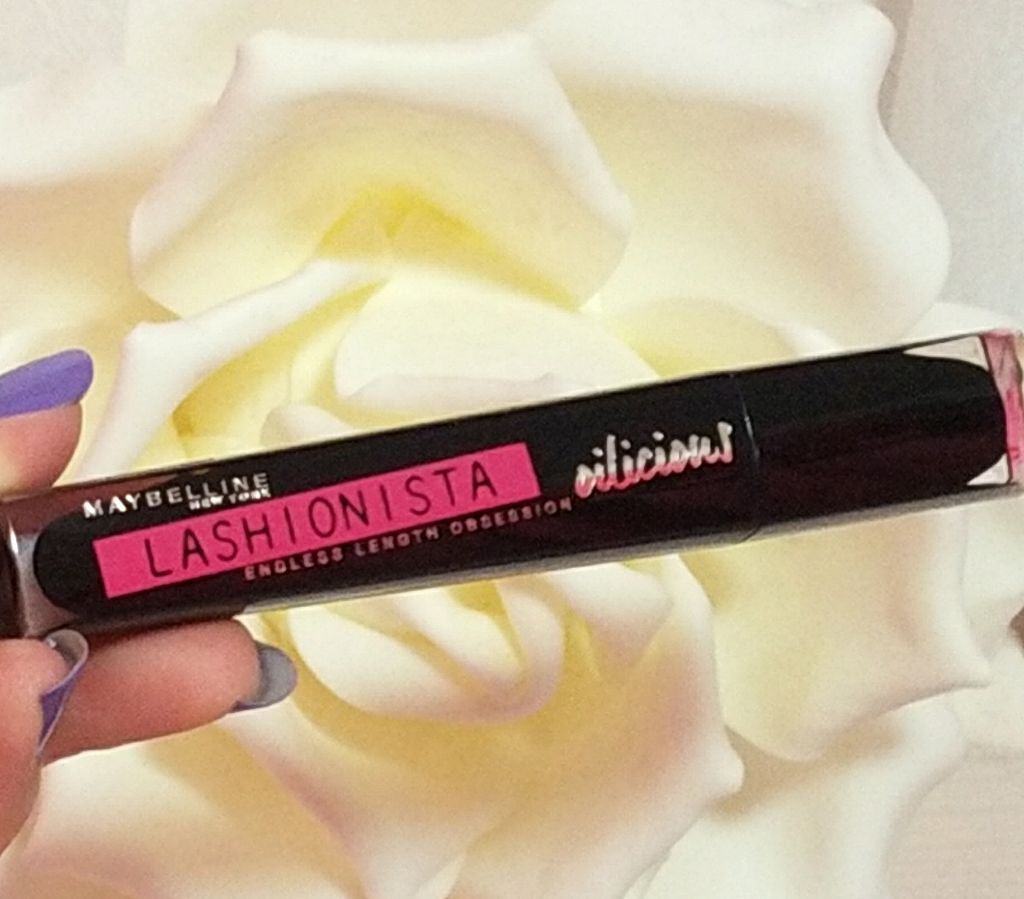 MAYBELLINE
NEW YORK
LASHIONISTA
ENDLESS LENGTH OBSESSION
oilicious